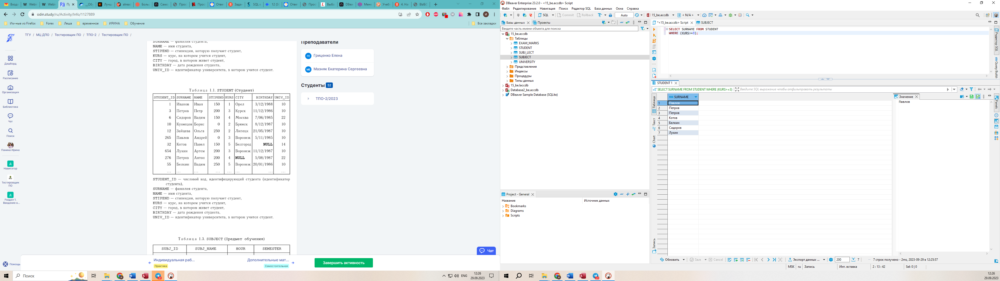 Входя
Webin
Webin
Пр
__Обу
Лучш
alread
Больш
Само
Прос
Прос
Ответ
Задан
SQL к
12 (SC
Ответ
Прос
Выбо
DBeav
Мене
Учебн
4. На
ВЫБО
odin.study/ru/Activity/Info/1127889
Им-ные из Firefox
Forex
Леша
временное
ИРИНА
Обучение
Все закладки
ТГУ / МЦ ДПО / Тестировщик ПО / ТПО-2 / Тестировщик ПО /
Дашборд
Расписание
Организация
Библиотека
Чат
Поиск
Панина Ирина
Навигатор
Тестировщик ПО
Раздел 1. Введение в...
Помощь
SURNAME — фамилия студента,
NAME — имя студента,
STIPEND — стипендия, которую получает студент,
KURS — курс, на котором учится студент,
CITY — город, в котором живет студент,
BIRTHDAY — дата рождения студента,
UNIV_ID — идентификатор университета, в котором учится студент.
Таблица 1.1. STUDENT (Студент)
STUDENT_ID SURNAME NAME STIPEND KURS CITY BIRTHDAY UNIV_ID
1 Иванов Иван 150 1 Орел 3/12/1988 10
3 Петров Петр 200 3 Курск 11/12/1986 10
6 Сидоров Вадим 150 4 Москва 7/06/1985 22
10 Кузнецов Борис 0 2 Брянск 8/12/1987 10
12 Зайцева Ольга 250 2 Липецк 21/05/1987 10
265 Павлов Андрей 0 3 Воронеж 5/11/1985 10
32 Котов Павел 150 5 Белгород NULL 14
654 Лукин Артем 200 3 Воронеж 11/12/1987 10
276 Петров Антон 200 4 NULL 5/08/1987 22
55 Белкин Вадим 250 5 Воронеж 20/01/1986 10
... ... ... ... ... ... ... ...
STUDENT_ID — числовой код, идентифицирующий студента (идентификатор
студента),
SURNAME — фамилия студента,
NAME — имя студента,
STIPEND — стипендия, которую получает студент,
KURS — курс, на котором учится студент,
CITY — город, в котором живет студент,
BIRTHDAY — дата рождения студента,
UNIV_ID — идентификатор университета, в котором учится студент.
Таблица 1.3. SUBJECT (Предмет обучения)
SUBJ_ID SUBJ_NAME HOUR SEMESTER
Преподаватели
ГЕ Гриценко Елена
МЕ Мазняк Екатерина Сергеевна
Студенты 52
ТПО-2/2023
Чат
Индивидуальная раб...
Практика
Дополнительные мат...
Самостоятельная
Завершить активность
Поиск
ENG
12:26
29.09.2023
DBeaver Enterprise 23.2.0 - <15_be.accdb> Script
Файл Редактирование Навигация Поиск Редактор SQL База данных Окна Справка
SQL Commit Rollback Auto 15_be.accdb < N/A >
Базы данных Проекты
Введите часть имени объекта для поиска
15_be.accdb
Таблицы
EXAM_MARKS
STUDENT
SUBJ_LECT
SUBJECT
UNIVERSITY
Представления
Индексы
Процедуры
Типы данных
15_be.laccdb
Database2_be.accdb
DBeaver Sample Database (SQLite)
Project - General
Название Источник данных
Bookmarks
Diagrams
Scripts
*<15_be.accdb> Script SUBJECT
SELECT SURNAME FROM STUDENT
WHERE (KURS>=3);
Редактор SQL
Query Build
STUDENT 1
SELECT SURNAME FROM STUDENT WHERE (KURS>=3) Введите SQL выражение чтобы отфильтровать результаты
Таблица
Текст
Chart
Запись
ABC SURNAME
1 Павлов
2 Петров
3 Петров
4 Котов
5 Белкин
6 Сидоров
7 Лукин
Значение
Павлов
Panels
Обновить Save Cancel Экспорт данных ... 200 7 7 строк получено - 2ms, 2023-09-29 в 12:25:57
MSK ru Запись Инт. вставка 2 : 13 : 42 Sel: 0 | 0
12:26
29.09.2023